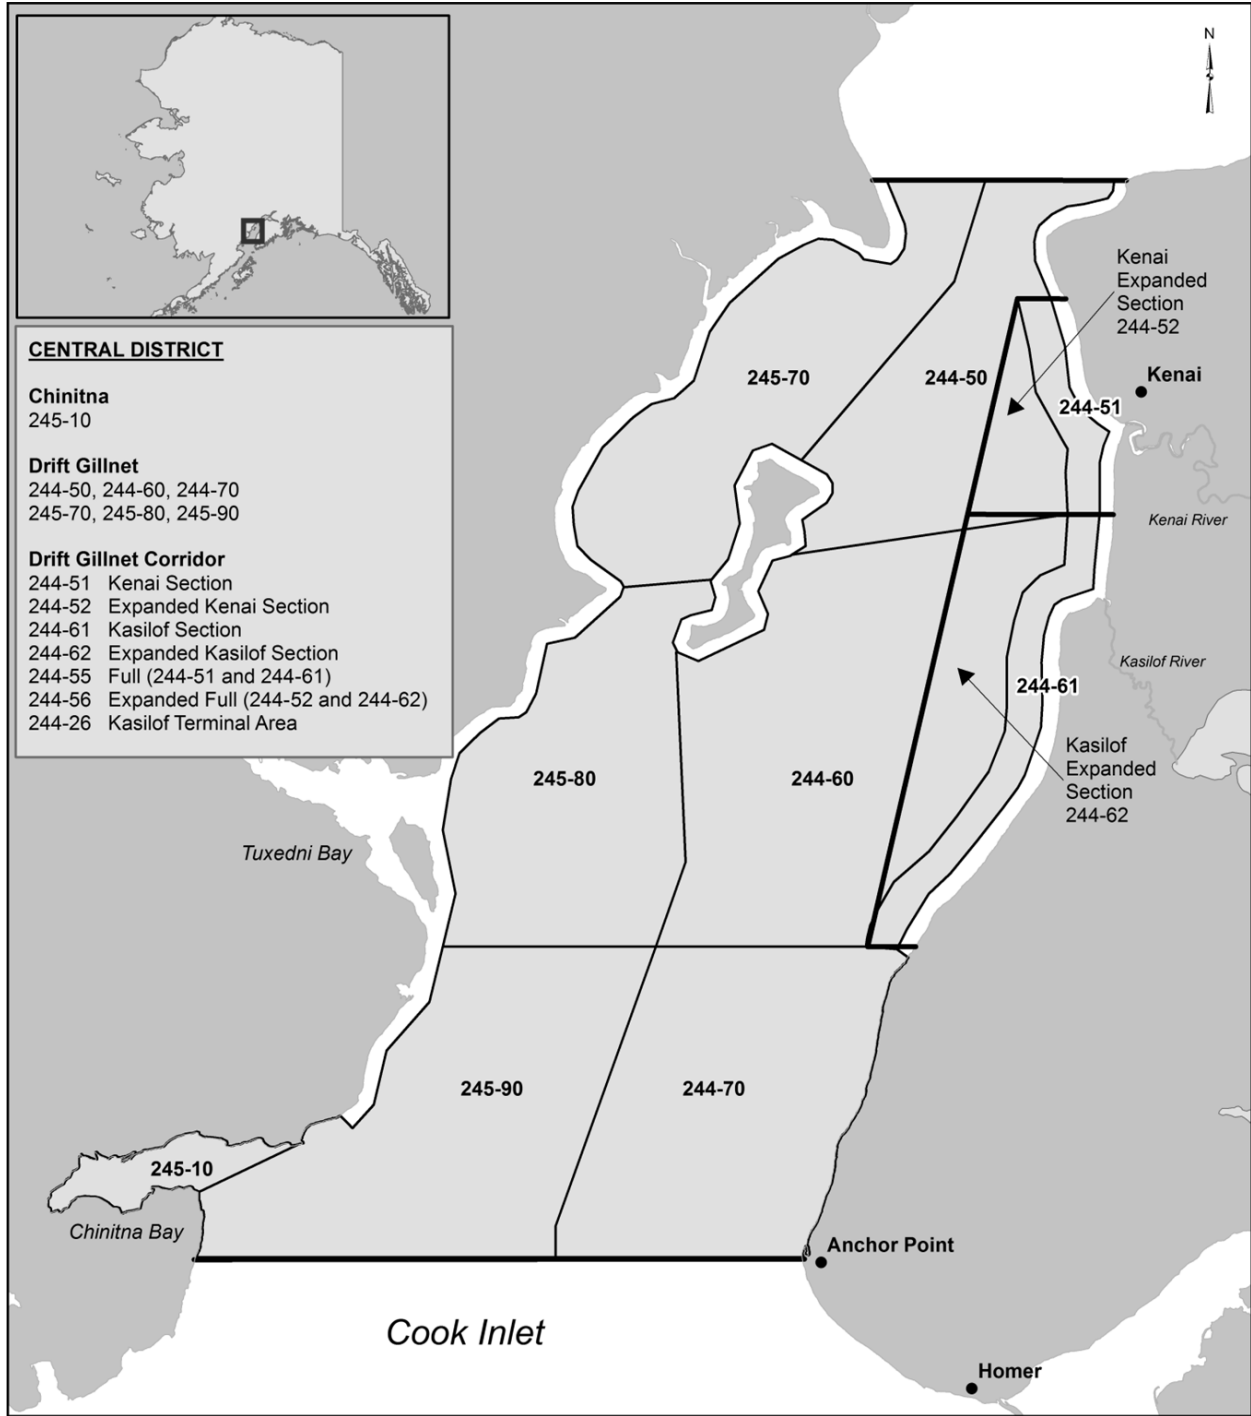 N
CENTRAL DISTRICT
Chinitna
245-10
Drift Gillnet
244-50, 244-60, 244-70
245-70, 245-80, 245-90
Drift Gillnet Corridor
244-51 Kenai Section
244-52 Expanded Kenai Section
244-61 Kasilof Section
244-62 Expanded Kasilof Section
244-55 Full (244-51 and 244-61)
244-56 Expanded Full (244-52 and 244-62)
244-26 Kasilof Terminal Area
Kenai
Expanded
Section
244-52
Kenai
245-70
244-50
244-51
Kenai River
Kasilof River
244-61
Kasilof
Expanded
Section
244-62
245-80
244-60
Tuxedni Bay
245-90
244-70
245-10
Chinitna Bay
Anchor Point
Cook Inlet
Homer